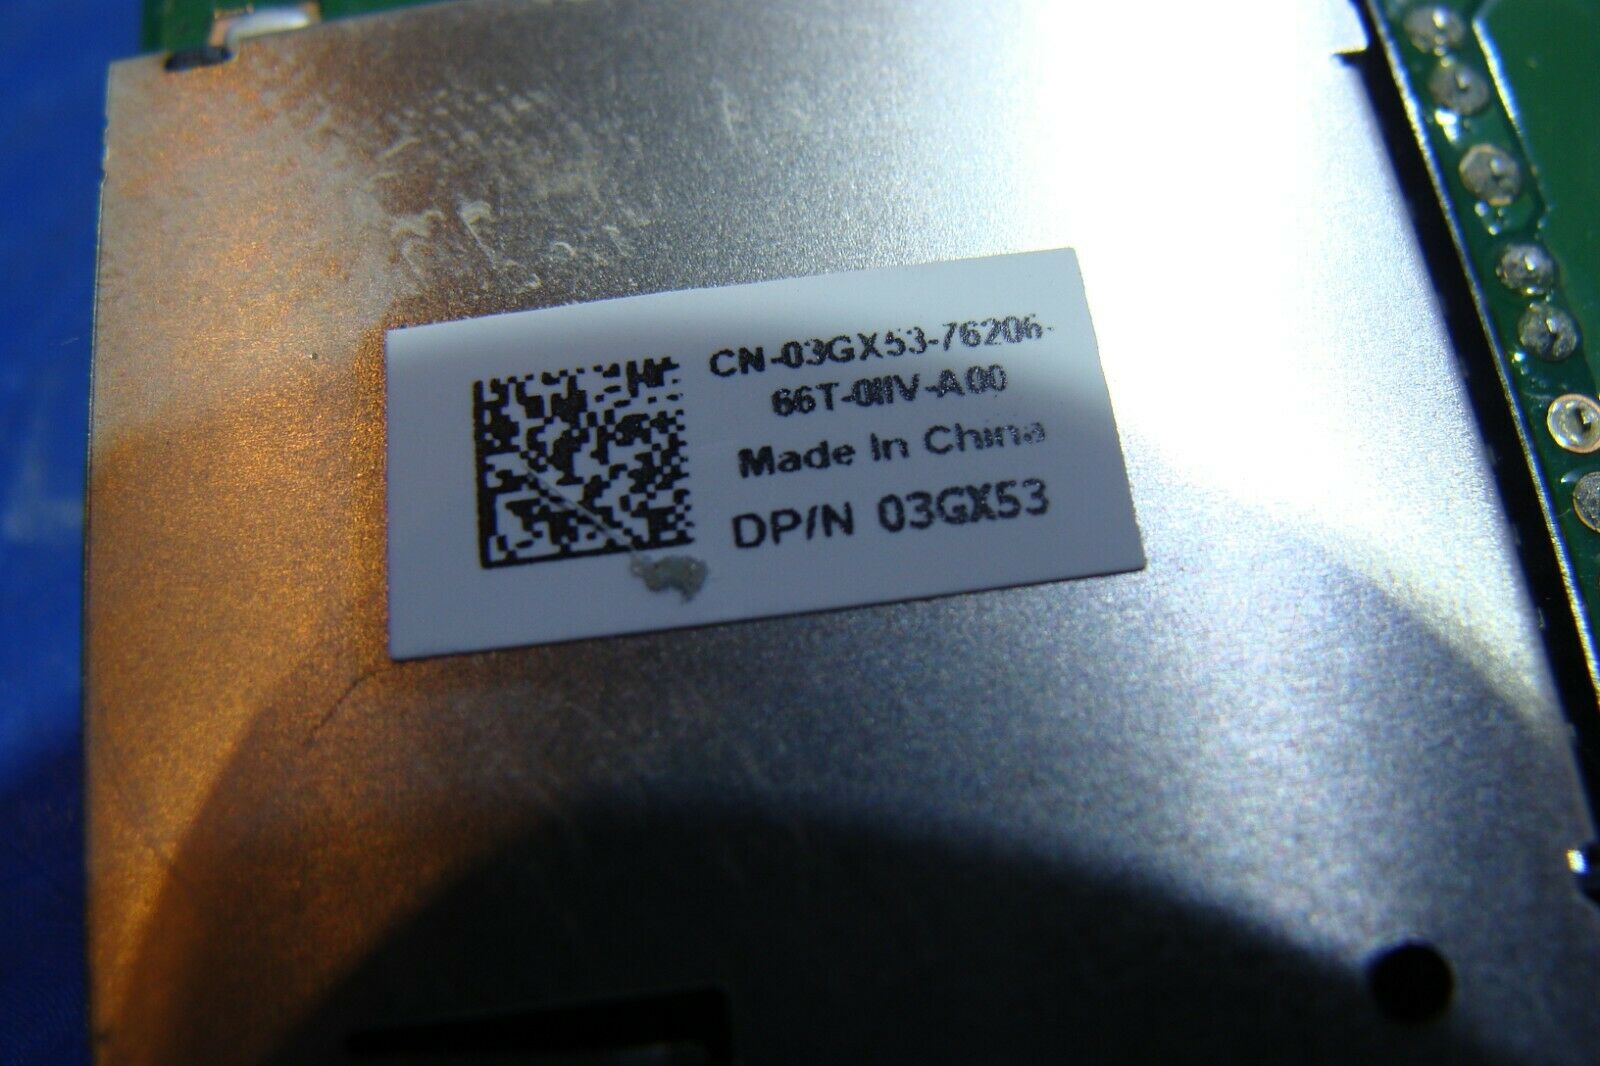 CN-03GX53-76206-
66T-0IIV-A00
Made In China
DP/N 03GX53